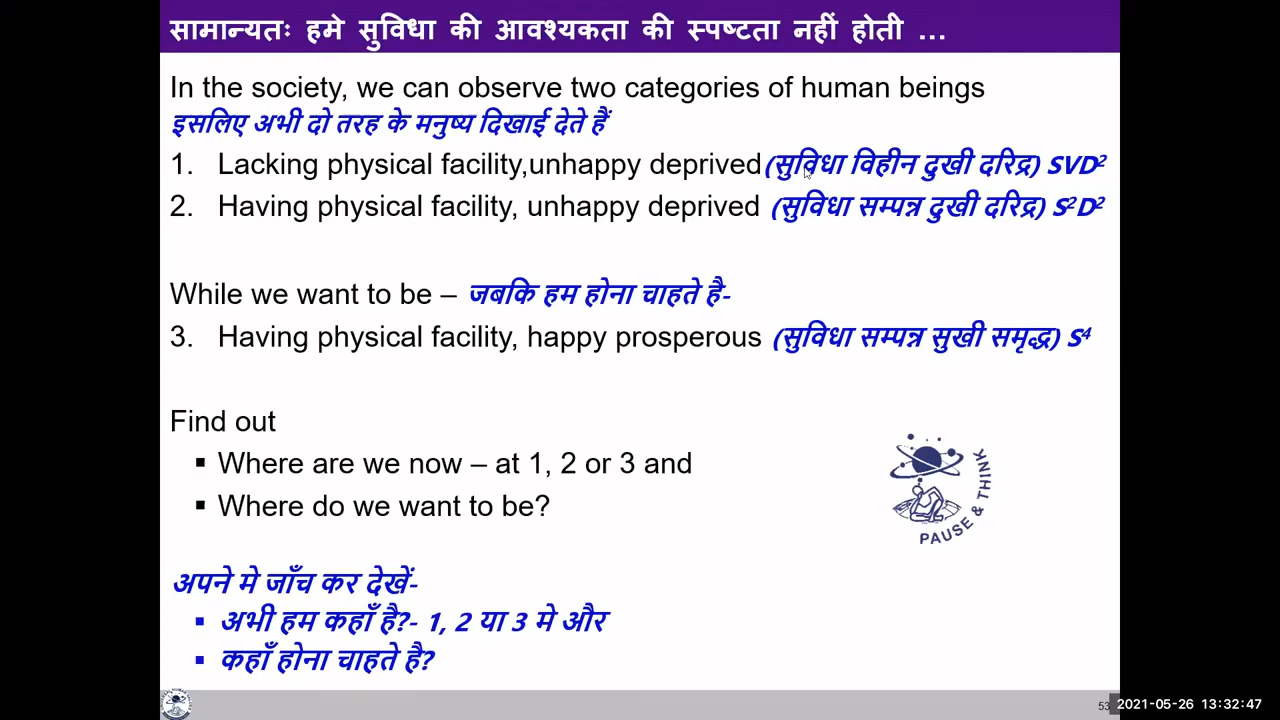 सामान्यतः हमे सुविधा की आवश्यकता की स्पष्टता नहीं होती ...
In the society, we can observe two categories of human beings
इसलिए अभी दो तरह के मनुष्य दिखाई देते हैं
1. Lacking physical facility,unhappy deprived(सुविधा विहीन दुखी दरिद्र) SVD²
2. Having physical facility, unhappy deprived (सुविधा सम्पन्न दुखी दरिद्र) S²D²
While we want to be – जबकि हम होना चाहते है-
3. Having physical facility, happy prosperous (सुविधा सम्पन्न सुखी समृद्ध) S⁴
Find out
▪ Where are we now – at 1, 2 or 3 and
▪ Where do we want to be?
PAUSE & THINK
अपने मे जाँच कर देखें-
▪ अभी हम कहाँ है?- 1, 2 या 3 मे और
▪ कहाँ होना चाहते है?
53
2021-05-26 13:32:47